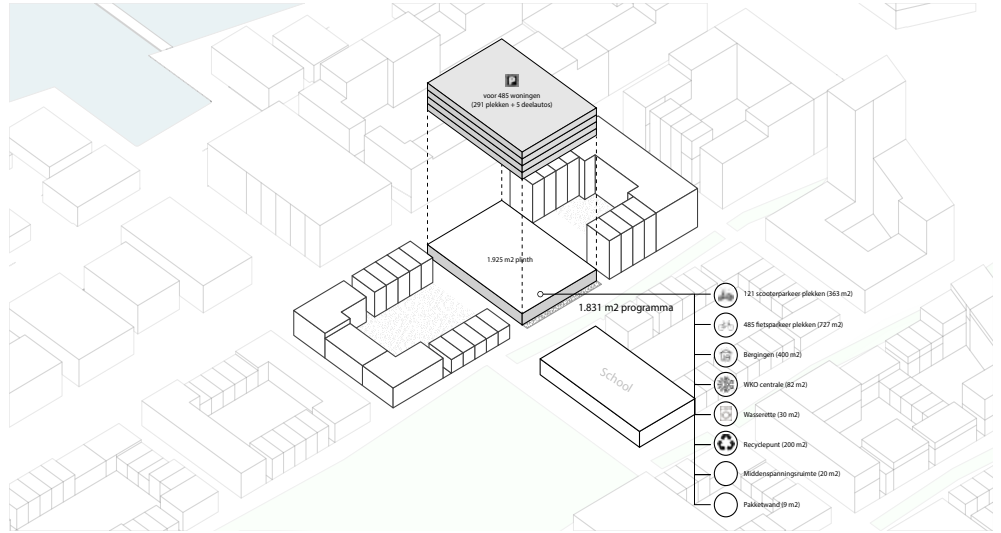 P
voor 485 woningen
(291 plekken + 5 deelautos)
1.925 m2 plinth
1.831 m2 programma
121 scooterparkeer plekken (363 m2)
485 fietsparkeer plekken (727 m2)
Bergingen (400 m2)
WKO centrale (82 m2)
Wasserette (30 m2)
Recyclepunt (200 m2)
Middenspanningsruimte (20 m2)
Pakketwand (9 m2)
School